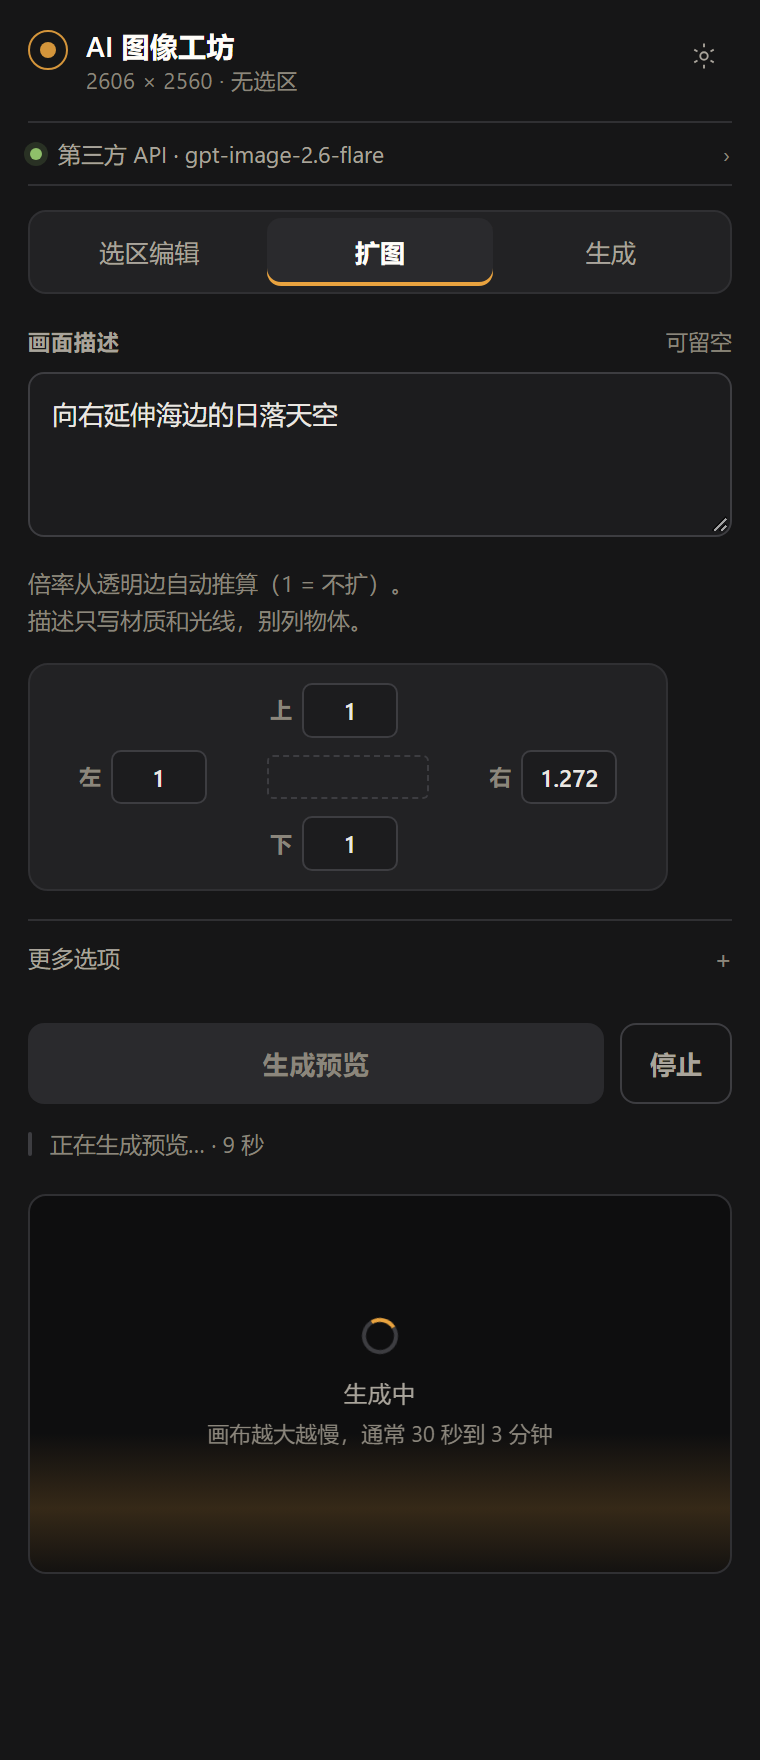 AI 图像工坊
2606 × 2560 · 无选区
第三方 API · gpt-image-2.6-flare ›
选区编辑 扩图 生成
画面描述 可留空
向右延伸海边的日落天空
倍率从透明边自动推算（1 = 不扩）。
描述只写材质和光线，别列物体。
上 1
左 1 右 1.272
下 1
更多选项 +
生成预览 停止
正在生成预览... · 9 秒
生成中
画布越大越慢，通常 30 秒到 3 分钟